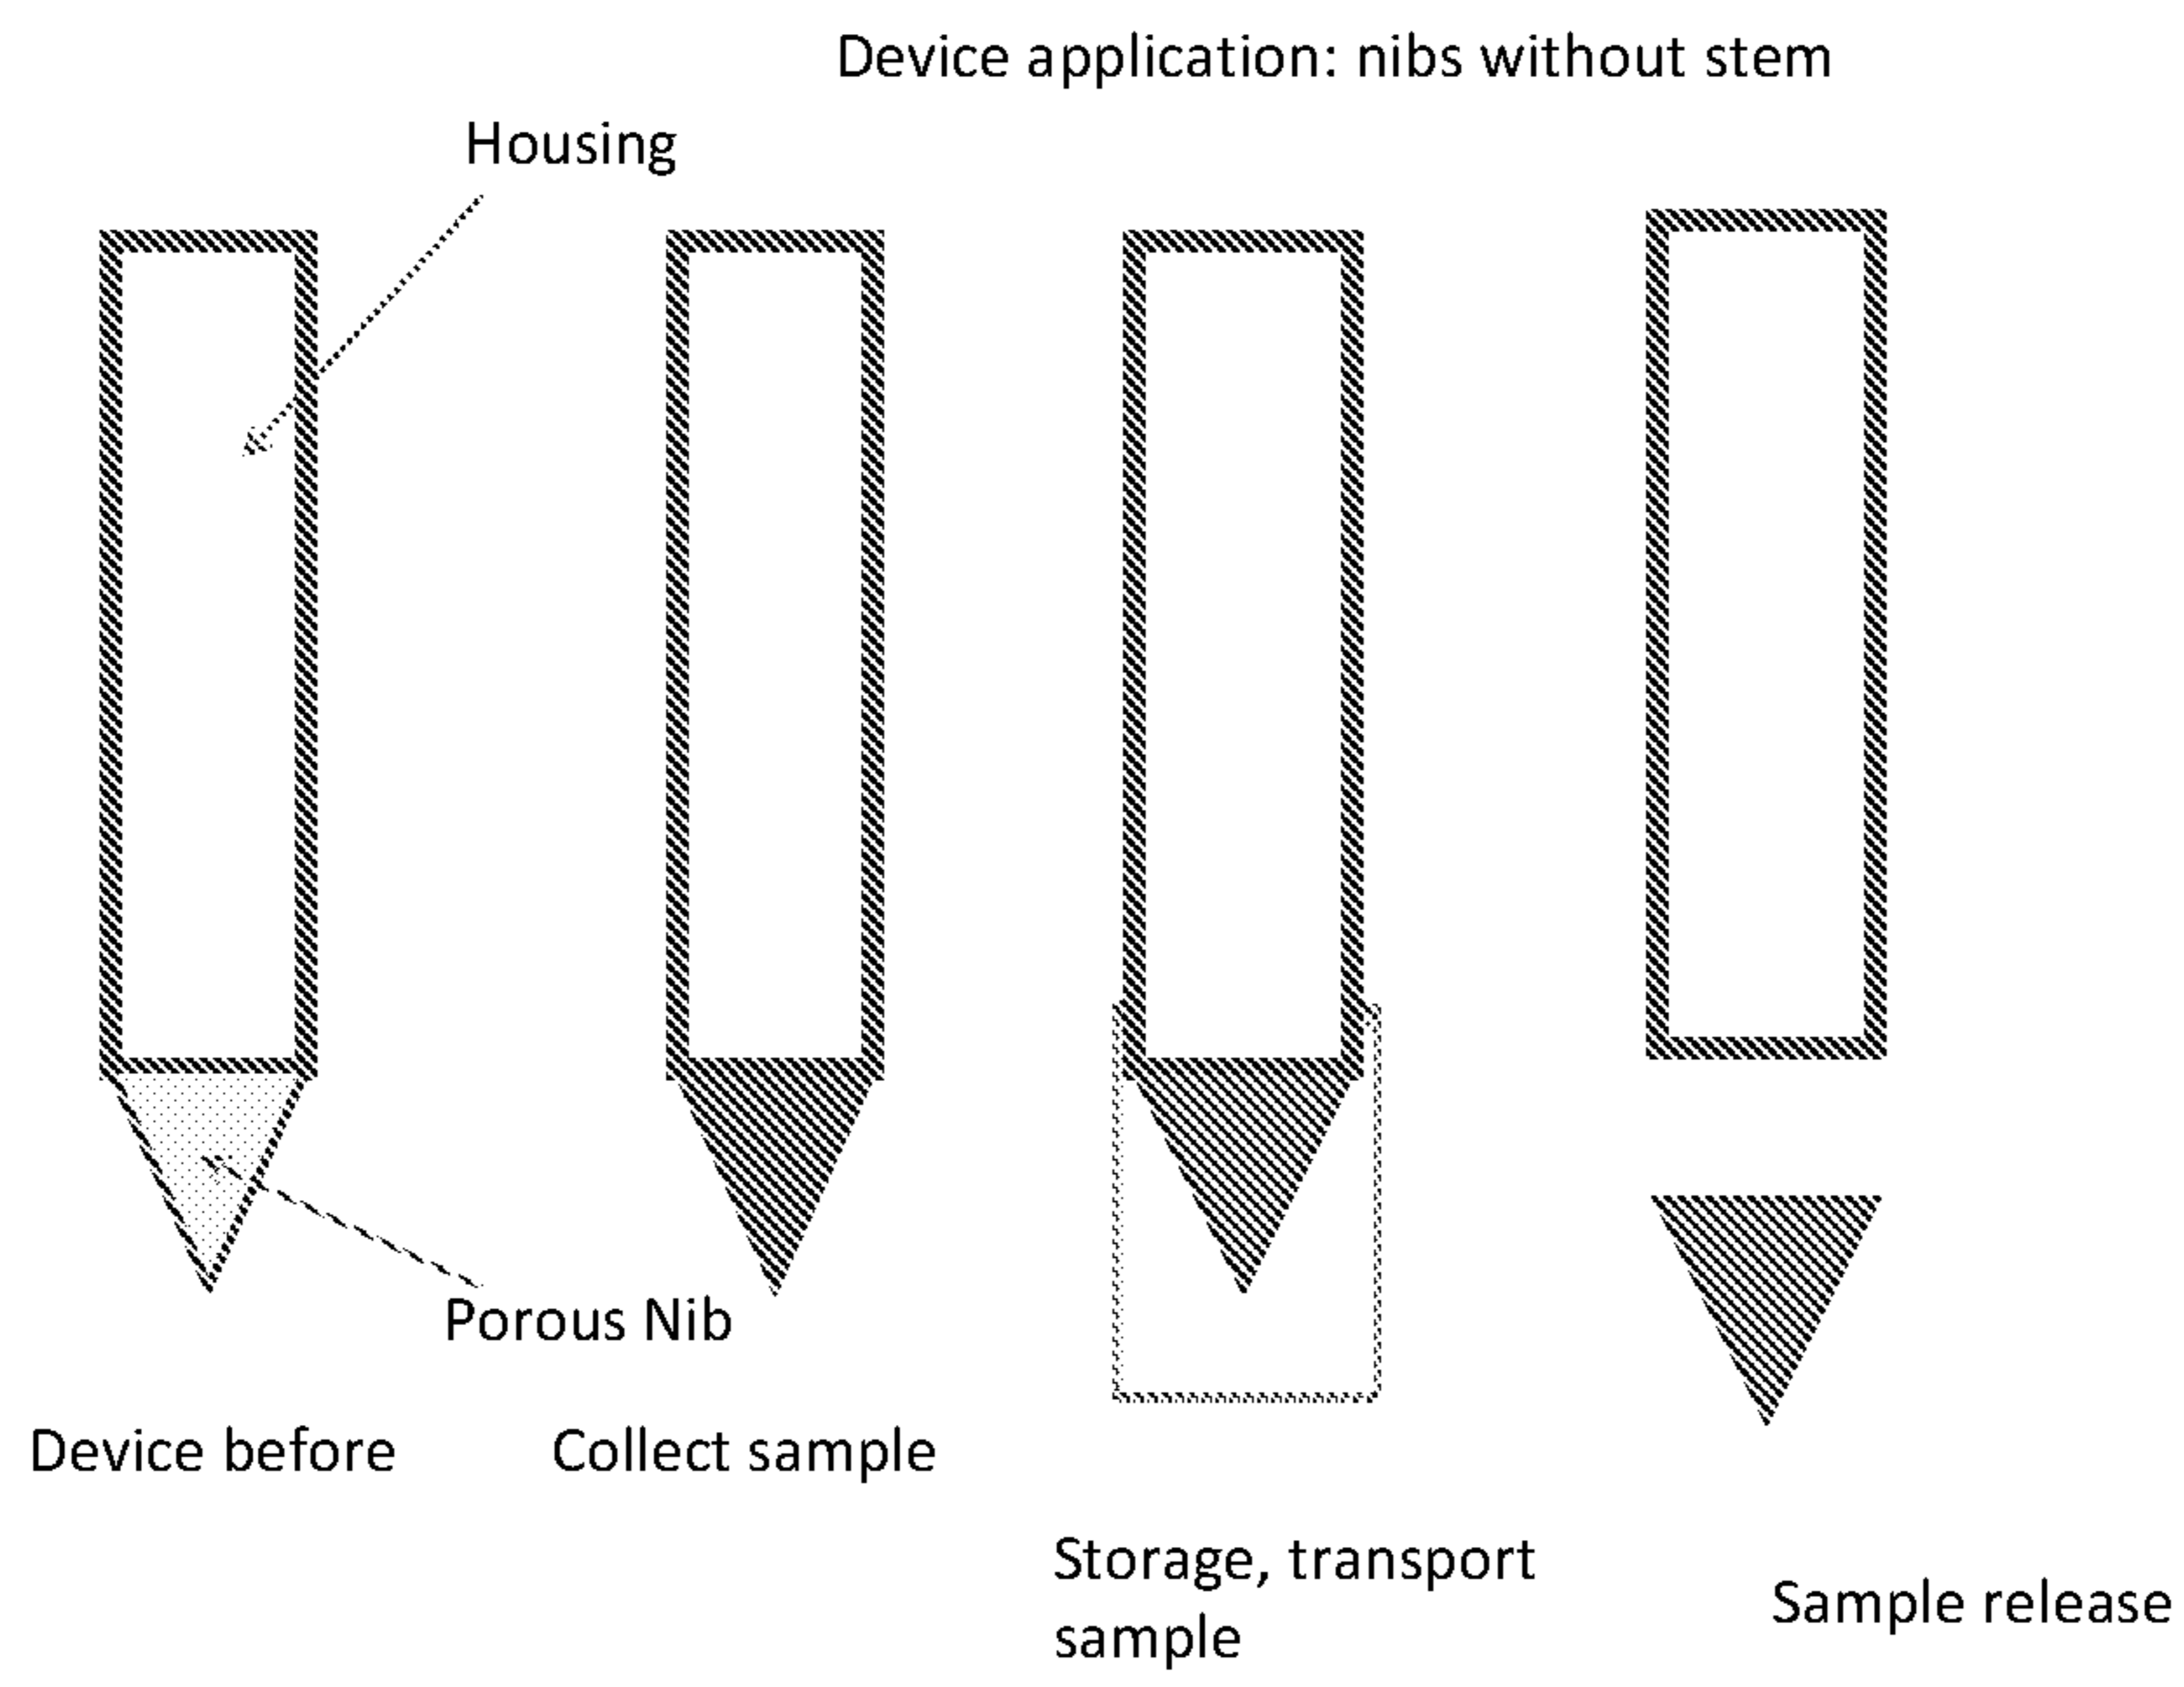 Device application: nibs without stem
Housing
Porous Nib
Device before
Collect sample
Storage, transport
sample
Sample release